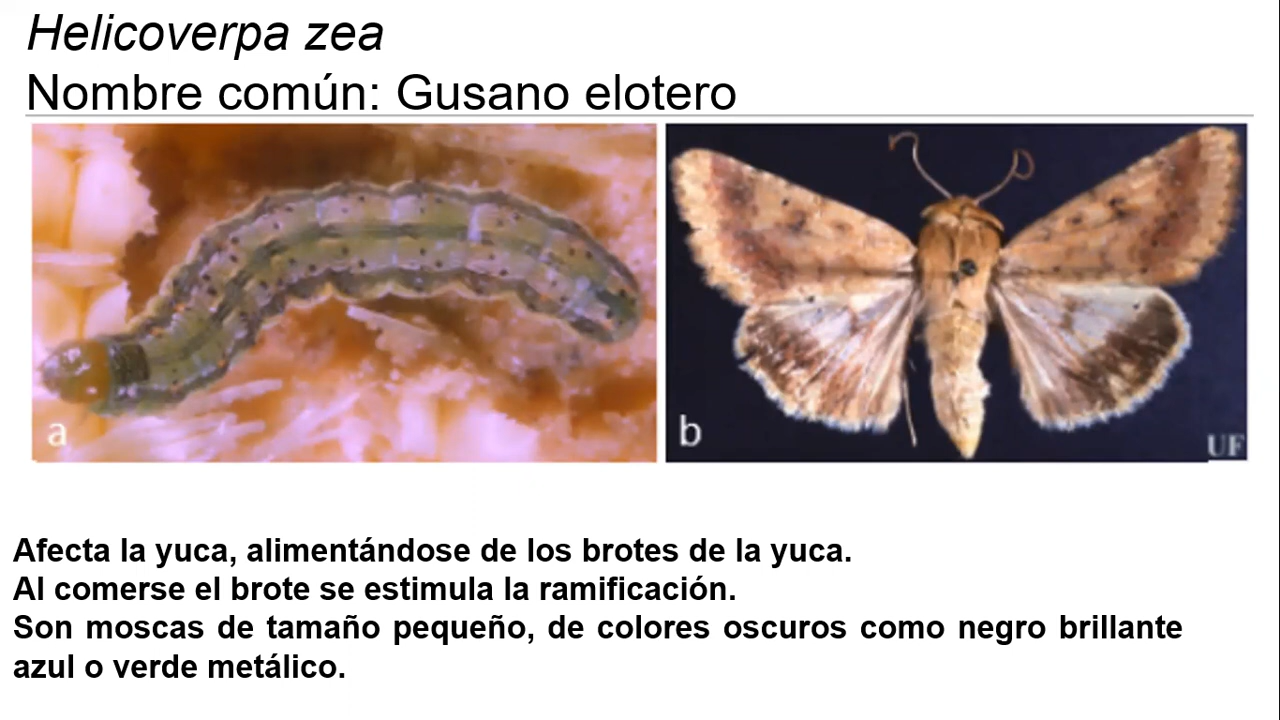 Helicoverpa zea
Nombre común: Gusano elotero
a
b
UF
Afecta la yuca, alimentándose de los brotes de la yuca.
Al comerse el brote se estimula la ramificación.
Son moscas de tamaño pequeño, de colores oscuros como negro brillante
azul o verde metálico.